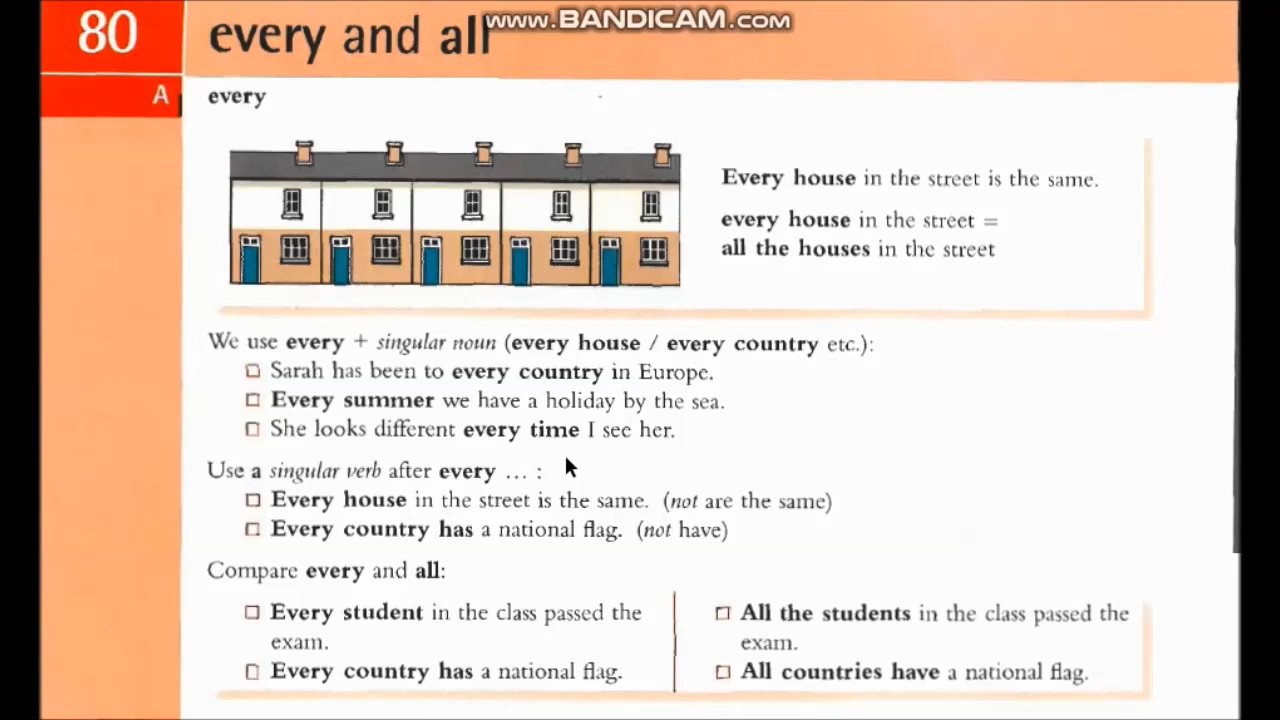 80
every and all
www.BANDICAM.com
A
every
Every house in the street is the same.
every house in the street =
all the houses in the street
We use every + singular noun (every house / every country etc.):
Sarah has been to every country in Europe.
Every summer we have a holiday by the sea.
She looks different every time I see her.
Use a singular verb after every ... :
Every house in the street is the same. (not are the same)
Every country has a national flag. (not have)
Compare every and all:
Every student in the class passed the
exam.
Every country has a national flag.
All the students in the class passed the
exam.
All countries have a national flag.